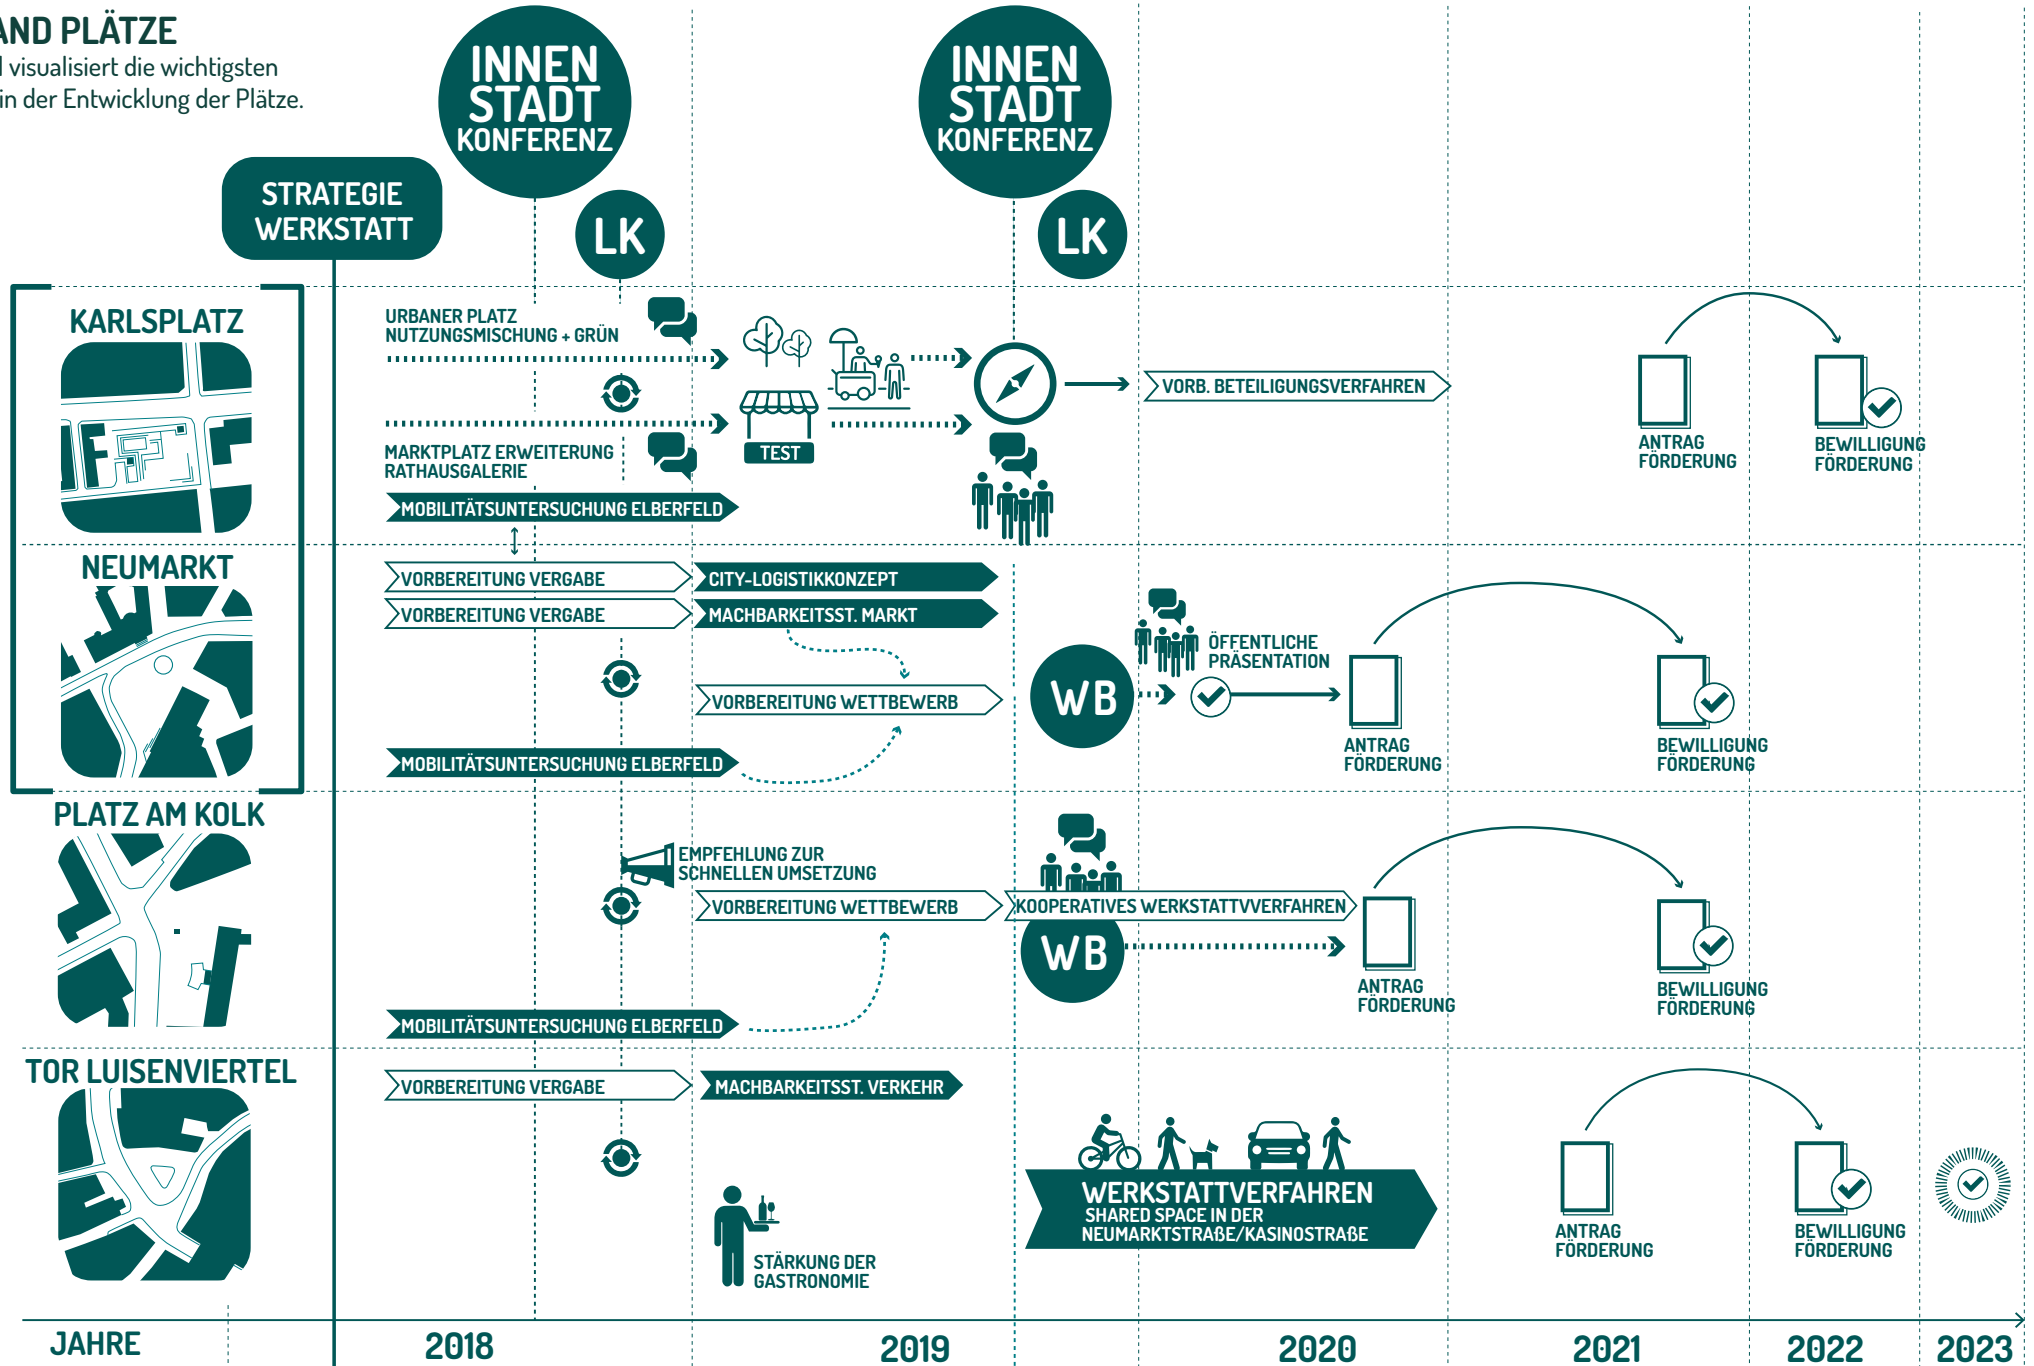 AND PLÄTZE
visualisiert die wichtigsten
in der Entwicklung der Plätze.
INNEN
STADT
KONFERENZ
INNEN
STADT
KONFERENZ
STRATEGIE
WERKSTATT
LK
LK
KARLSPLATZ
URBANER PLATZ
NUTZUNGSMISCHUNG + GRÜN
MARKTPLATZ ERWEITERUNG
RATHAUSGALERIE
TEST
MOBILITÄTSUNTERSUCHUNG ELBERFELD
VORB. BETEILIGUNGSVERFAHREN
ANTRAG
FÖRDERUNG
BEWILLIGUNG
FÖRDERUNG
NEUMARKT
VORBEREITUNG VERGABE
CITY-LOGISTIKKONZEPT
VORBEREITUNG VERGABE
MACHBARKEITSST. MARKT
VORBEREITUNG WETTBEWERB
MOBILITÄTSUNTERSUCHUNG ELBERFELD
WB
ÖFFENTLICHE
PRÄSENTATION
ANTRAG
FÖRDERUNG
BEWILLIGUNG
FÖRDERUNG
PLATZ AM KOLK
EMPFEHLUNG ZUR
SCHNELLEN UMSETZUNG
VORBEREITUNG WETTBEWERB
KOOPERATIVES WERKSTATTVVERFAHREN
WB
MOBILITÄTSUNTERSUCHUNG ELBERFELD
ANTRAG
FÖRDERUNG
BEWILLIGUNG
FÖRDERUNG
TOR LUISENVIERTEL
VORBEREITUNG VERGABE
MACHBARKEITSST. VERKEHR
STÄRKUNG DER
GASTRONOMIE
WERKSTATTVERFAHREN
SHARED SPACE IN DER
NEUMARKTSTRAßE/KASINOSTRAßE
ANTRAG
FÖRDERUNG
BEWILLIGUNG
FÖRDERUNG
JAHRE
2018
2019
2020
2021
2022
2023